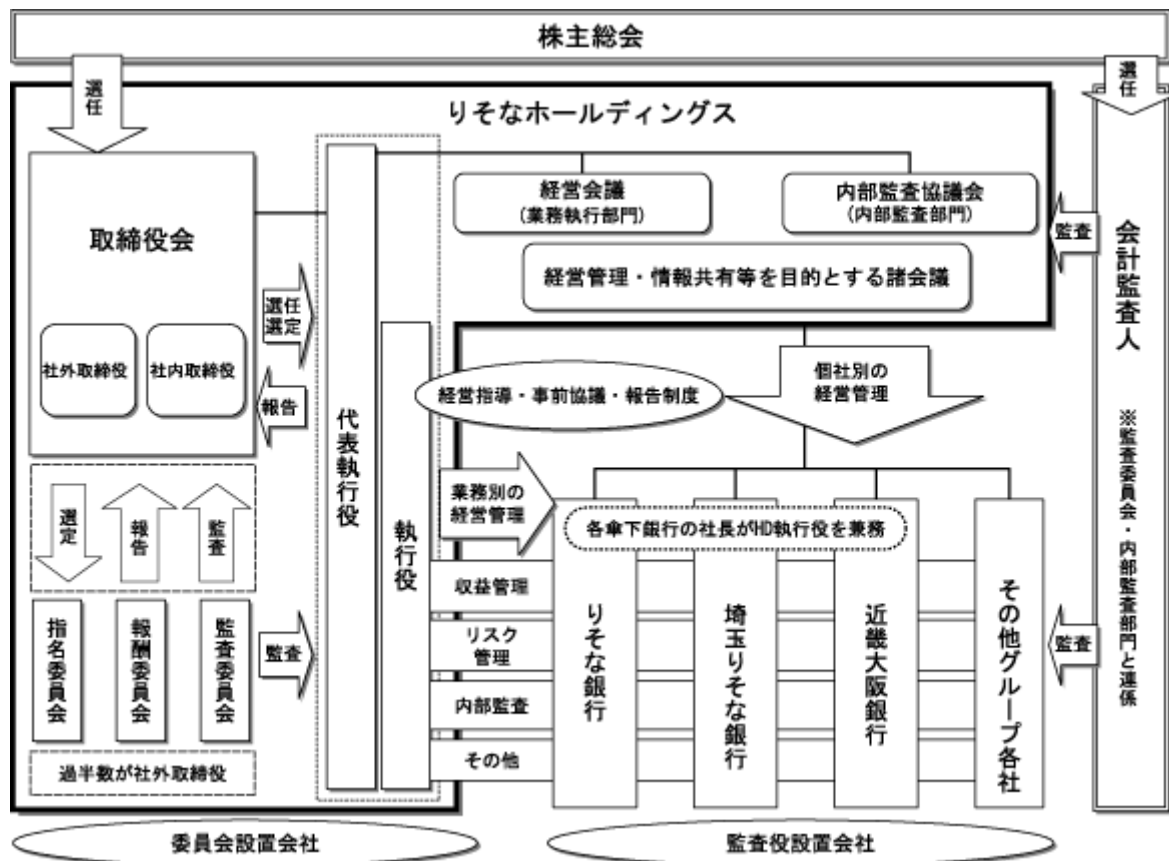 株主総会
選任
選任
りそなホールディングス
取締役会
社外取締役
社内取締役
選任
選定
報告
代表執行役
執行役
経営会議
(業務執行部門)
内部監査協議会
(内部監査部門)
経営管理・情報共有等を目的とする諸会議
監査
会計監査人
※監査委員会・内部監査部門と連係
経営指導・事前協議・報告制度
個社別の
経営管理
業務別の
経営管理
各傘下銀行の社長がHD執行役を兼務
選定
報告
監査
指名委員会
報酬委員会
監査委員会
監査
過半数が社外取締役
収益管理
リスク
管理
内部監査
その他
りそな銀行
埼玉りそな銀行
近畿大阪銀行
その他グループ各社
監査
委員会設置会社
監査役設置会社